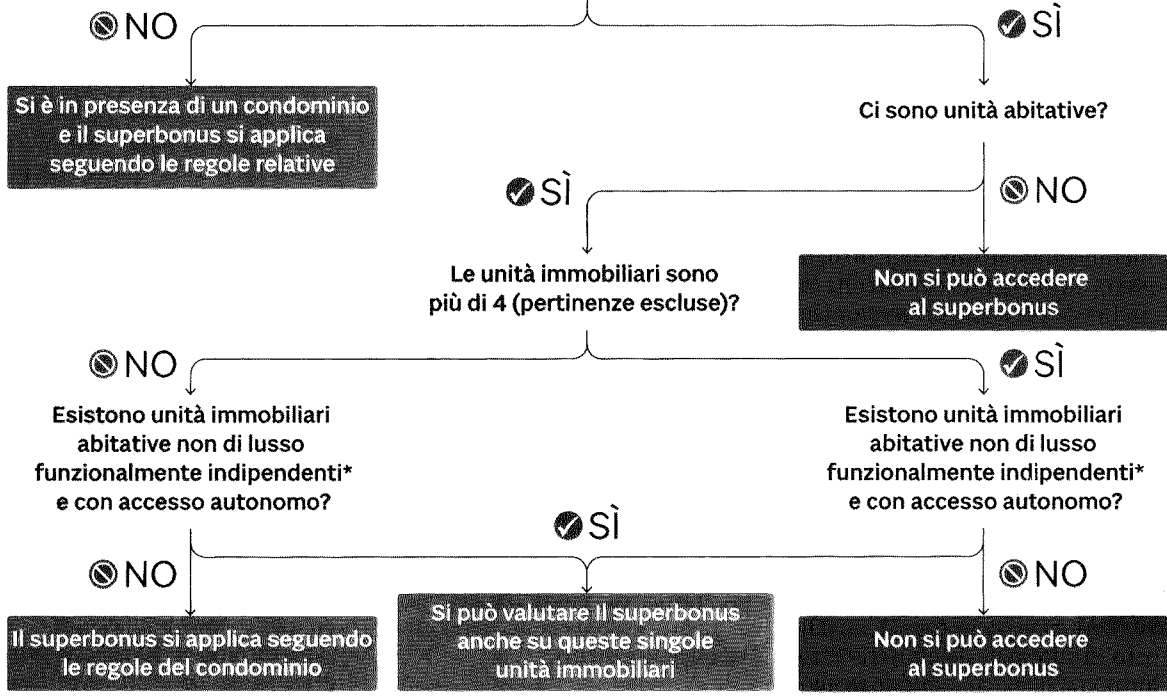 NO
SÌ
Si è in presenza di un condominio
e il superbonus si applica
seguendo le regole relative
Ci sono unità abitative?
SÌ
NO
Le unità immobiliari sono
più di 4 (pertinenze escluse)?
Non si può accedere
al superbonus
NO
SÌ
Esistono unità immobiliari
abitative non di lusso
funzionalmente indipendenti*
e con accesso autonomo?
Esistono unità immobiliari
abitative non di lusso
funzionalmente indipendenti*
e con accesso autonomo?
SÌ
NO
NO
Il superbonus si applica seguendo
le regole del condominio
Si può valutare il superbonus
anche su queste singole
unità immobiliari
Non si può accedere
al superbonus